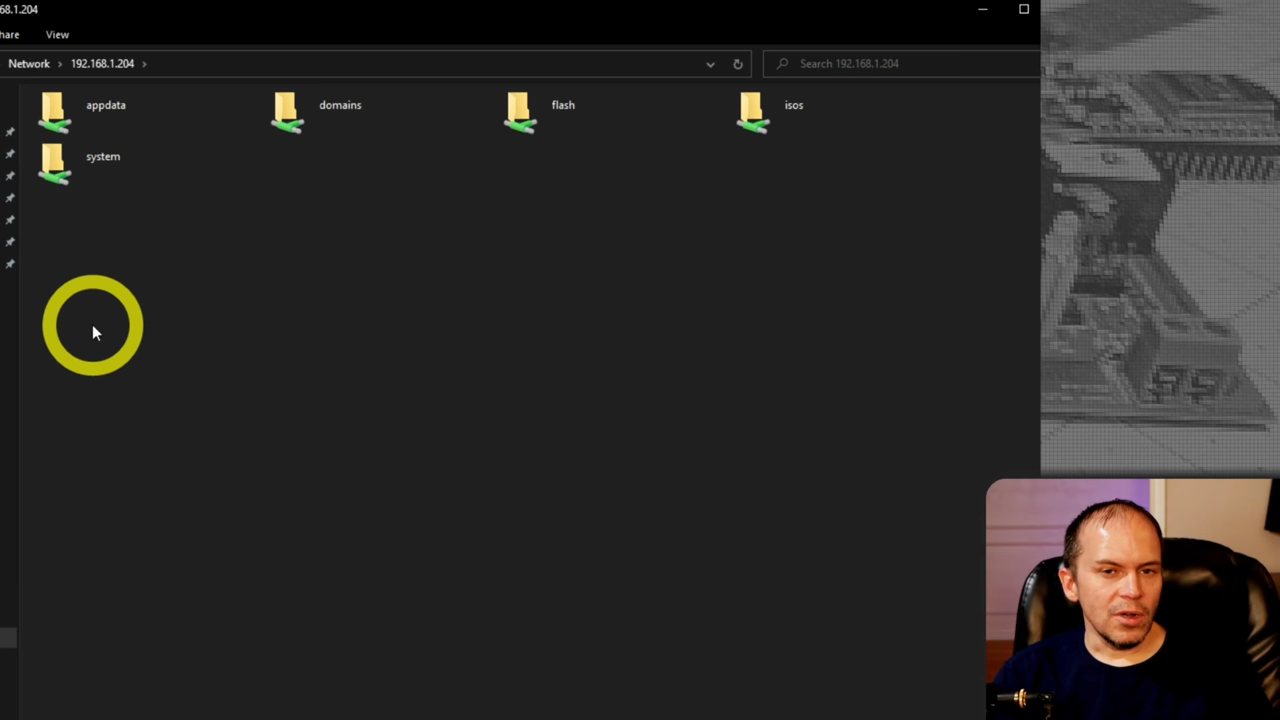 68.1.204
hare View
Network > 192.168.1.204 >
Search 192.168.1.204
appdata domains flash isos
system